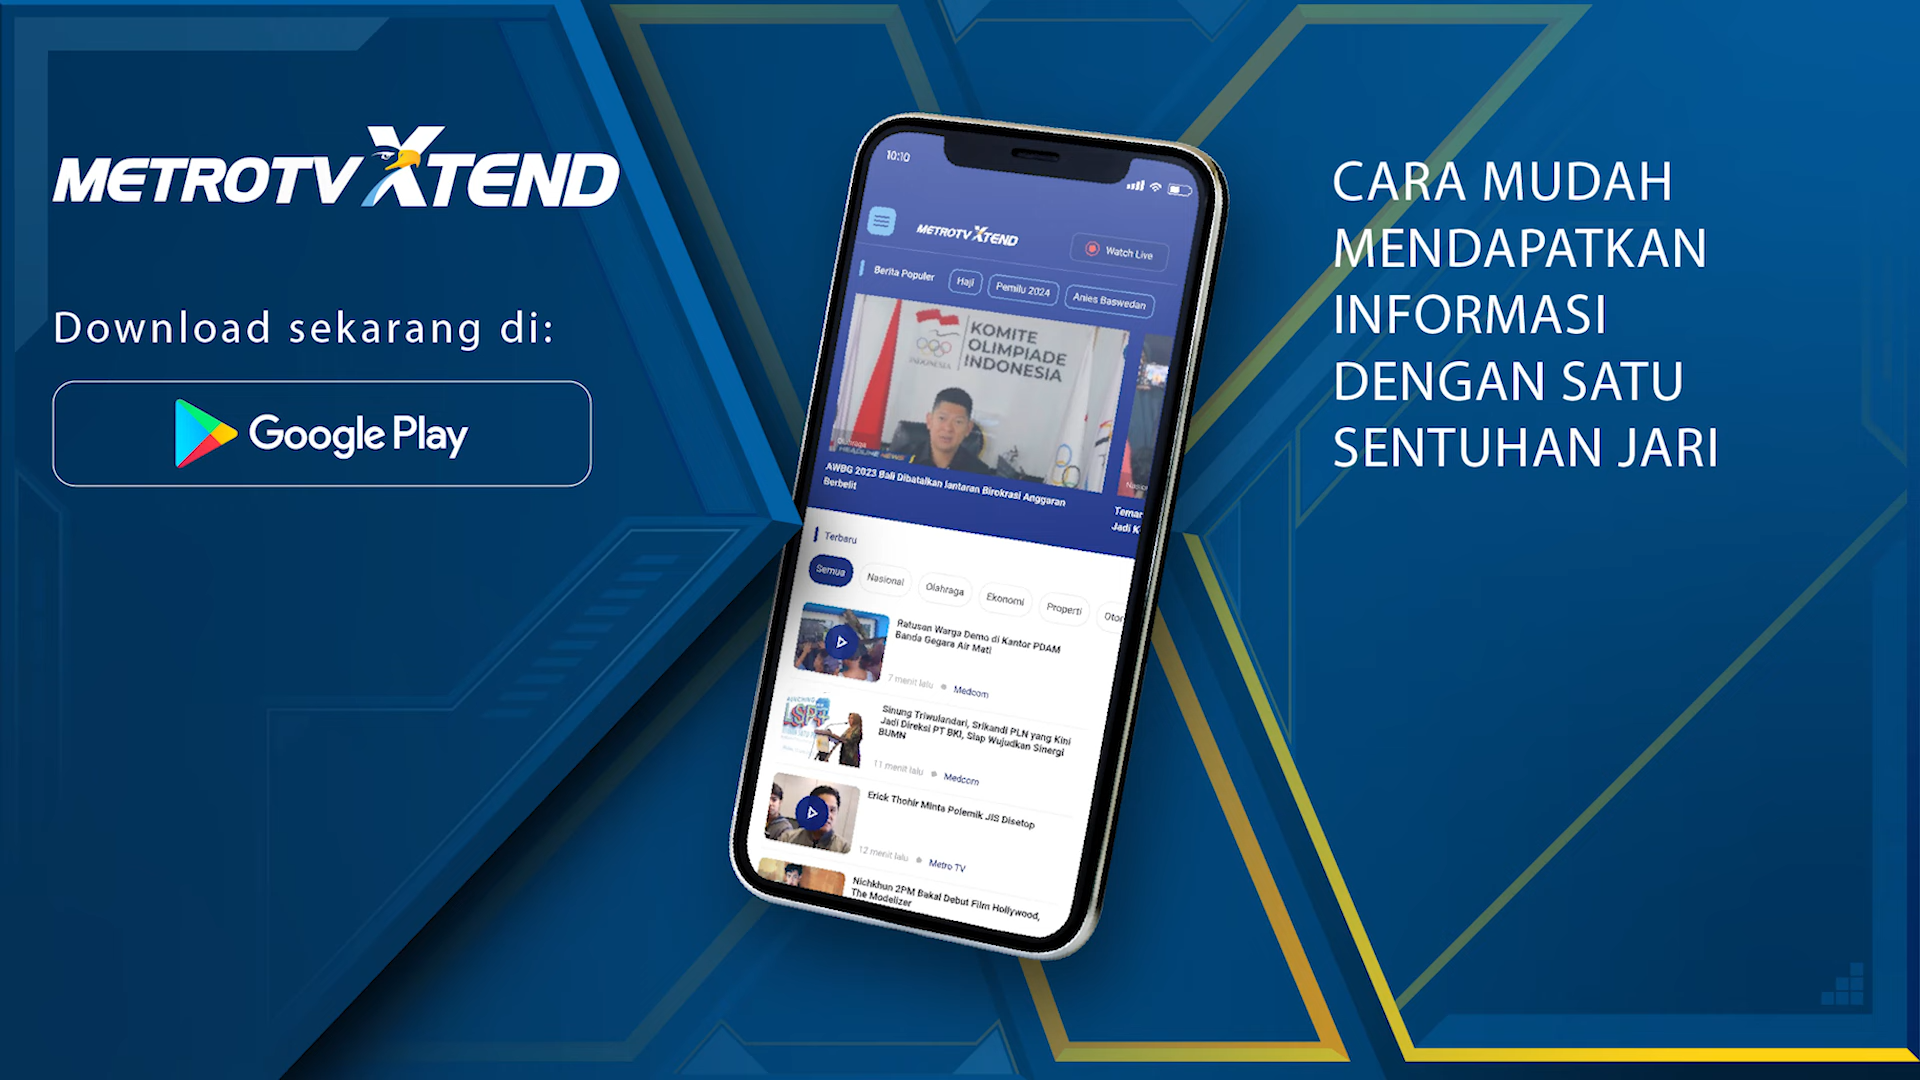 METROTV XTEND
Download sekarang di:
Google Play
10:10
METROTV XTEND
Watch Live
Berita Populer
Haji
Pemilu 2024
Anies Baswedan
KOMITE
OLIMPIADE
INDONESIA
INDONESIA
Olahraga
HEADLINE NEWS
AWBG 2023 Bali Dibatalkan lantaran Birokrasi Anggaran
Berbelit
Terbaru
Semua
Nasional
Olahraga
Ekonomi
Properti
Ratusan Warga Demo di Kantor PDAM
Banda Gegara Air Mati
7 menit lalu
Medcom
Sinung Triwulandari, Srikandi PLN yang Kini
Jadi Direksi PT BKI, Siap Wujudkan Sinergi
BUMN
11 menit lalu
Medcom
Erick Thohir Minta Polemik JIS Disetop
12 menit lalu
Metro TV
Nichkhun 2PM Bakal Debut Film Hollywood,
The Modelizer
CARA MUDAH
MENDAPATKAN
INFORMASI
DENGAN SATU
SENTUHAN JARI